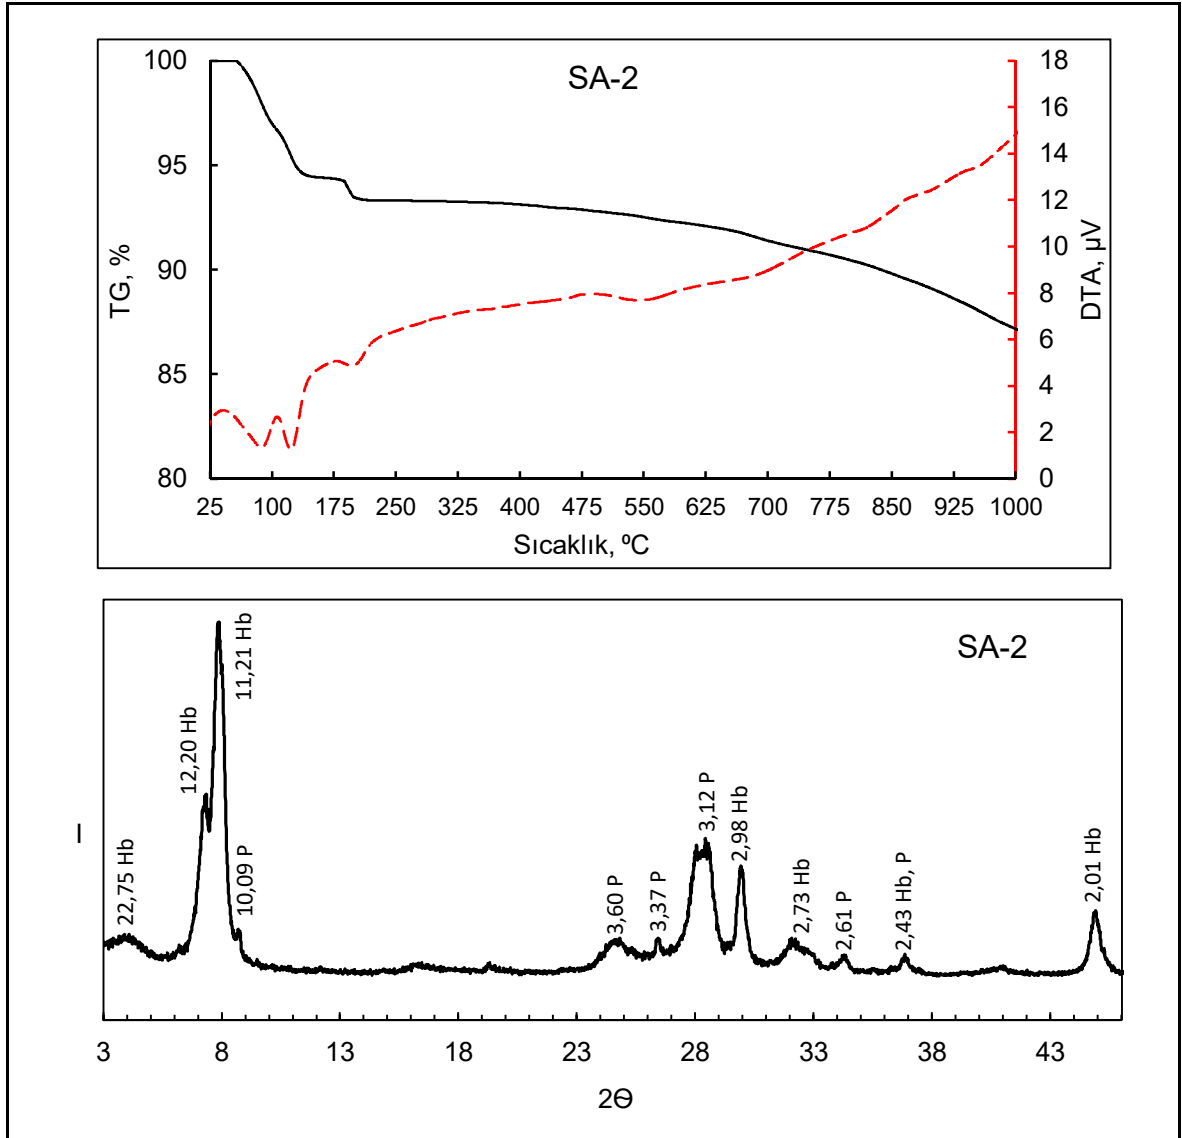 SA-2
100
95
90
85
80
TG, %
18
16
14
12
10
8
6
4
2
0
DTA, µV
25 100 175 250 325 400 475 550 625 700 775 850 925 1000
Sıcaklık, ⁰C
SA-2
22,75 Hb
12,20 Hb
11,21 Hb
10,09 P
3,60 P
3,37 P
3,12 P
2,98 Hb
2,73 Hb
2,61 P
2,43 Hb, P
2,01 Hb
I
3 8 13 18 23 28 33 38 43
2Ɵ